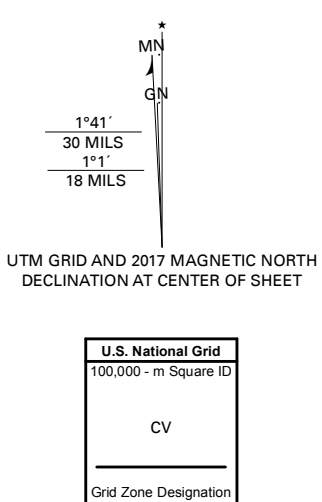 ★
MN
GN
1°41´
30 MILS
1°1´
18 MILS
UTM GRID AND 2017 MAGNETIC NORTH
DECLINATION AT CENTER OF SHEET
U.S. National Grid
100,000 - m Square ID
CV
Grid Zone Designation